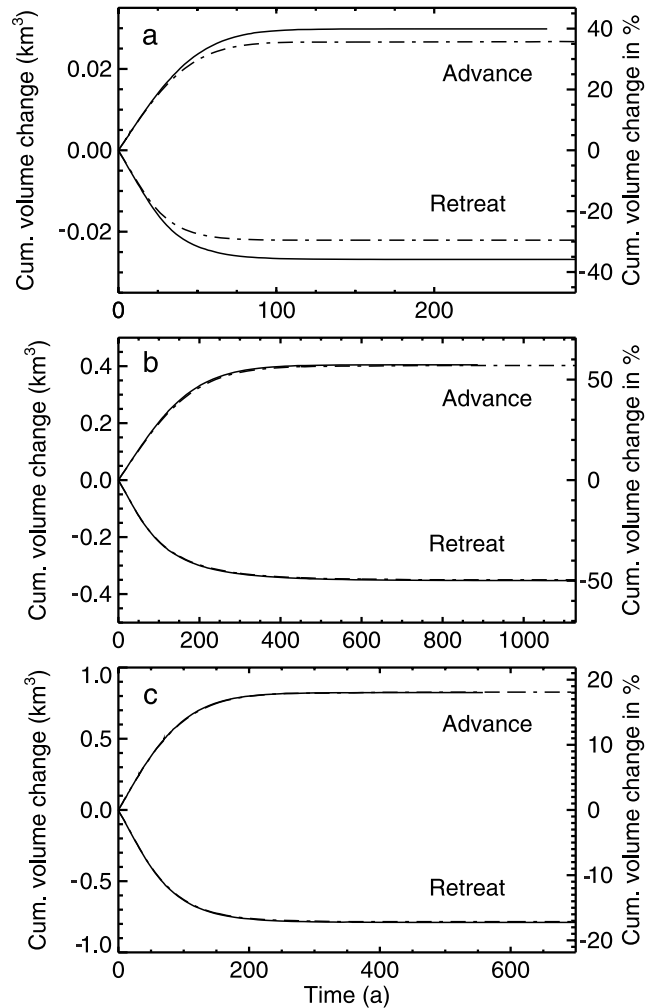 a
Cum. volume change (km³)
0.02
0.00
-0.02
40
20
0
-20
-40
Cum. volume change in %
Advance
Retreat
0
100
200
b
Cum. volume change (km³)
0.4
0.2
0.0
-0.2
-0.4
50
0
-50
Cum. volume change in %
Advance
Retreat
0
200
400
600
800
1000
c
Cum. volume change (km³)
1.0
0.5
0.0
-0.5
-1.0
20
10
0
-10
-20
Cum. volume change in %
Advance
Retreat
0
200
400
600
Time (a)